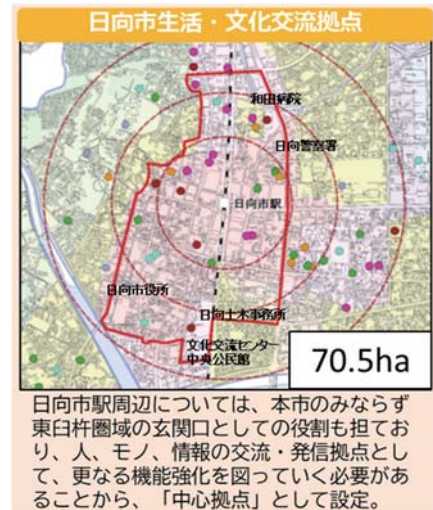 日向市生活・文化交流拠点
和田病院
日向警察署
日向市駅
日向市役所
日向土木事務所
文化交流センター
中央公民館
70.5ha
日向市駅周辺については、本市のみならず
東臼杵圏域の玄関口としての役割も担てお
り、人、モノ、情報の交流・発信拠点とし
て、更なる機能強化を図っていく必要があ
ることから、「中心拠点」として設定。